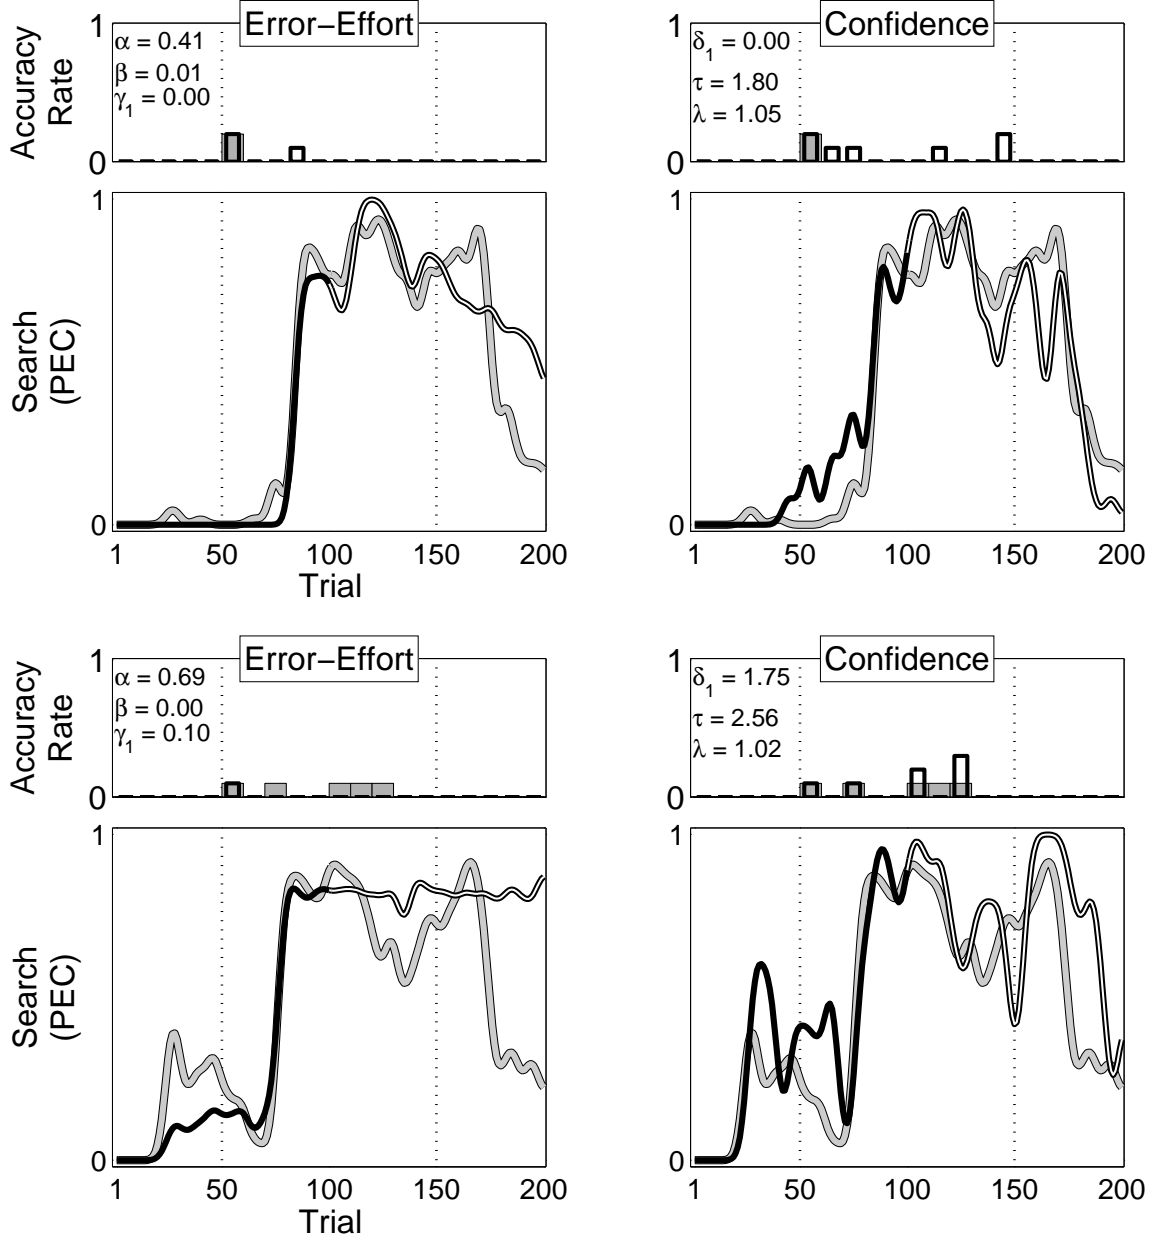 Error−Effort
Accuracy
Rate
1
0
α = 0.41
β = 0.01
γ1 = 0.00
Search
(PEC)
1
0
1 50 100 150 200
Trial
Confidence
1
0
δ1 = 0.00
τ = 1.80
λ = 1.05
1
0
1 50 100 150 200
Error−Effort
Accuracy
Rate
1
0
α = 0.69
β = 0.00
γ1 = 0.10
Search
(PEC)
1
0
1 50 100 150 200
Trial
Confidence
1
0
δ1 = 1.75
τ = 2.56
λ = 1.02
1
0
1 50 100 150 200